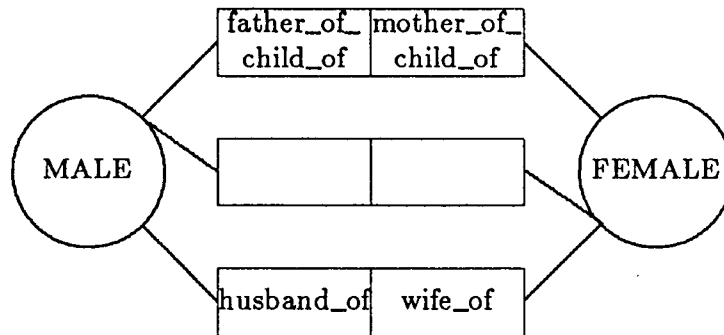 father_of_ mother_of_
child_of child_of
MALE FEMALE
husband_of wife_of